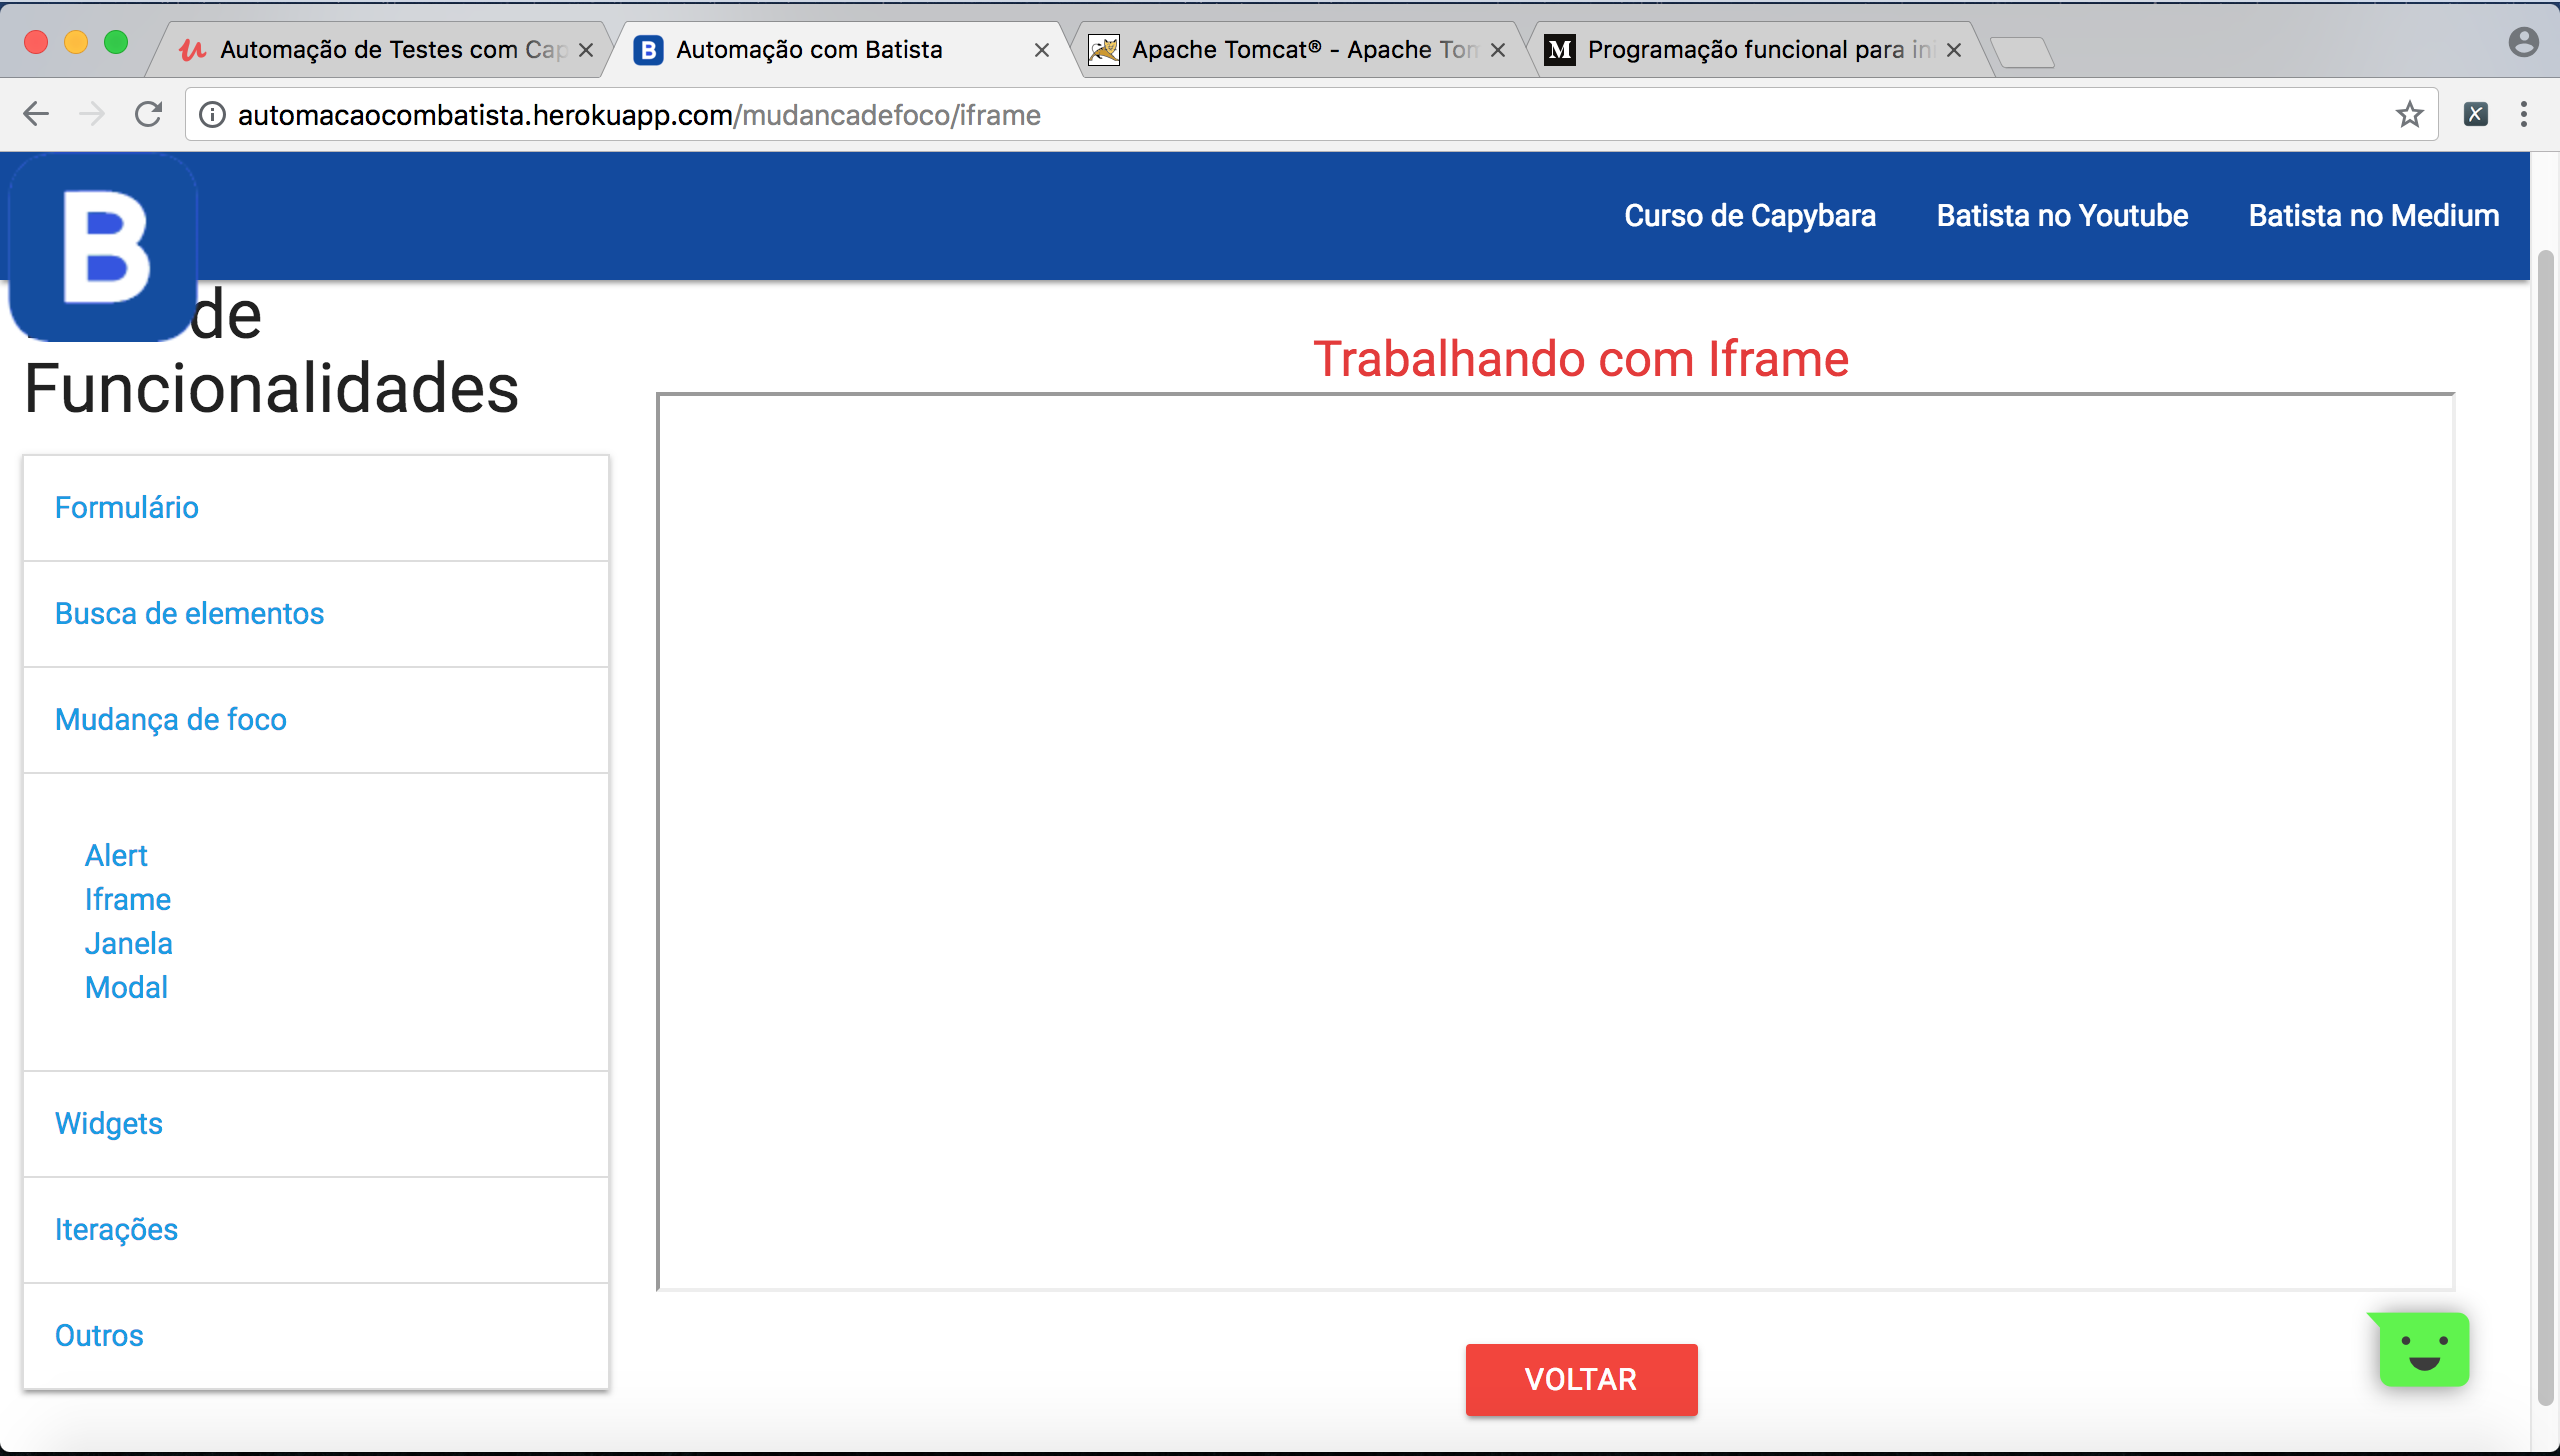 Automação de Testes com Cap
Automação com Batista
Apache Tomcat® - Apache Tom
Programação funcional para ini
automacaocombatista.herokuapp.com/mudancadefoco/iframe
B
Curso de Capybara
Batista no Youtube
Batista no Medium
de
Funcionalidades
Trabalhando com Iframe
Formulário
Busca de elementos
Mudança de foco
Alert
Iframe
Janela
Modal
Widgets
Iterações
Outros
VOLTAR